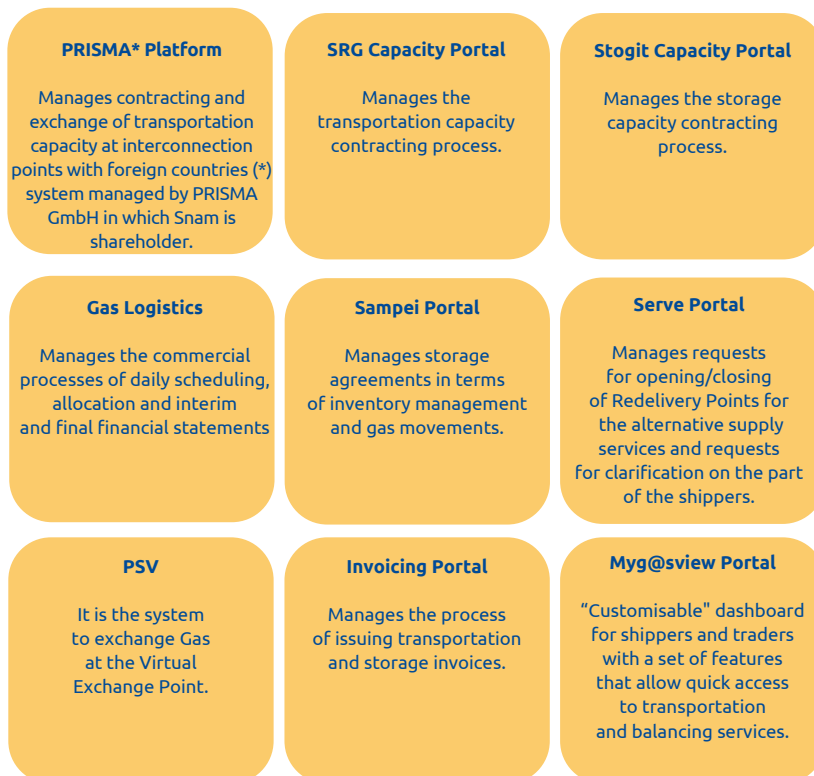 PRISMA* Platform
Manages contracting and
exchange of transportation
capacity at interconnection
points with foreign countries (*)
system managed by PRISMA
GmbH in which Snam is
shareholder.
SRG Capacity Portal
Manages the
transportation capacity
contracting process.
Stogit Capacity Portal
Manages the storage
capacity contracting
process.
Gas Logistics
Manages the commercial
processes of daily scheduling,
allocation and interim
and final financial statements
Sampei Portal
Manages storage
agreements in terms
of inventory management
and gas movements.
Serve Portal
Manages requests
for opening/closing
of Redelivery Points for
the alternative supply
services and requests
for clarification on the part
of the shippers.
PSV
It is the system
to exchange Gas
at the Virtual
Exchange Point.
Invoicing Portal
Manages the process
of issuing transportation
and storage invoices.
Myg@sview Portal
“Customisable" dashboard
for shippers and traders
with a set of features
that allow quick access
to transportation
and balancing services.